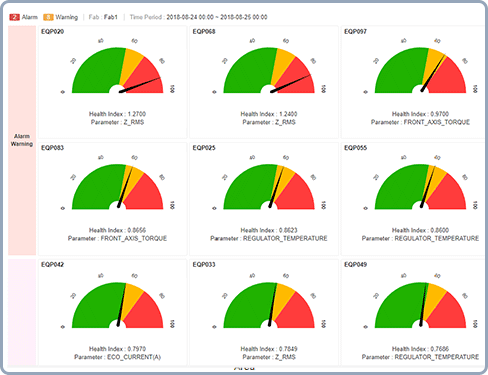 2 Alarm 8 Warning | Fab : Fab1 | Time Period : 2018-08-24 00:00 ~ 2018-08-25 00:00
EQP020 EQP068 EQP097
0 20 40 60 80 100 0 20 40 60 80 100 0 20 40 60 80 100
Health Index : 1.2700 Health Index : 1.2400 Health Index : 0.9700
Parameter : Z_RMS Parameter : Z_RMS Parameter : FRONT_AXIS_TORQUE
Alarm
Warning
EQP083 EQP025 EQP055
0 20 40 60 80 100 0 20 40 60 80 100 0 20 40 60 80 100
Health Index : 0.8656 Health Index : 0.8623 Health Index : 0.8600
Parameter : FRONT_AXIS_TORQUE Parameter : REGULATOR_TEMPERATURE Parameter : REGULATOR_TEMPERATURE
EQP042 EQP033 EQP049
0 20 40 60 80 100 0 20 40 60 80 100 0 20 40 60 80 100
Health Index : 0.7970 Health Index : 0.7849 Health Index : 0.7686
Parameter : ECO_CURRENT(A) Parameter : Z_RMS Parameter : REGULATOR_TEMPERATURE